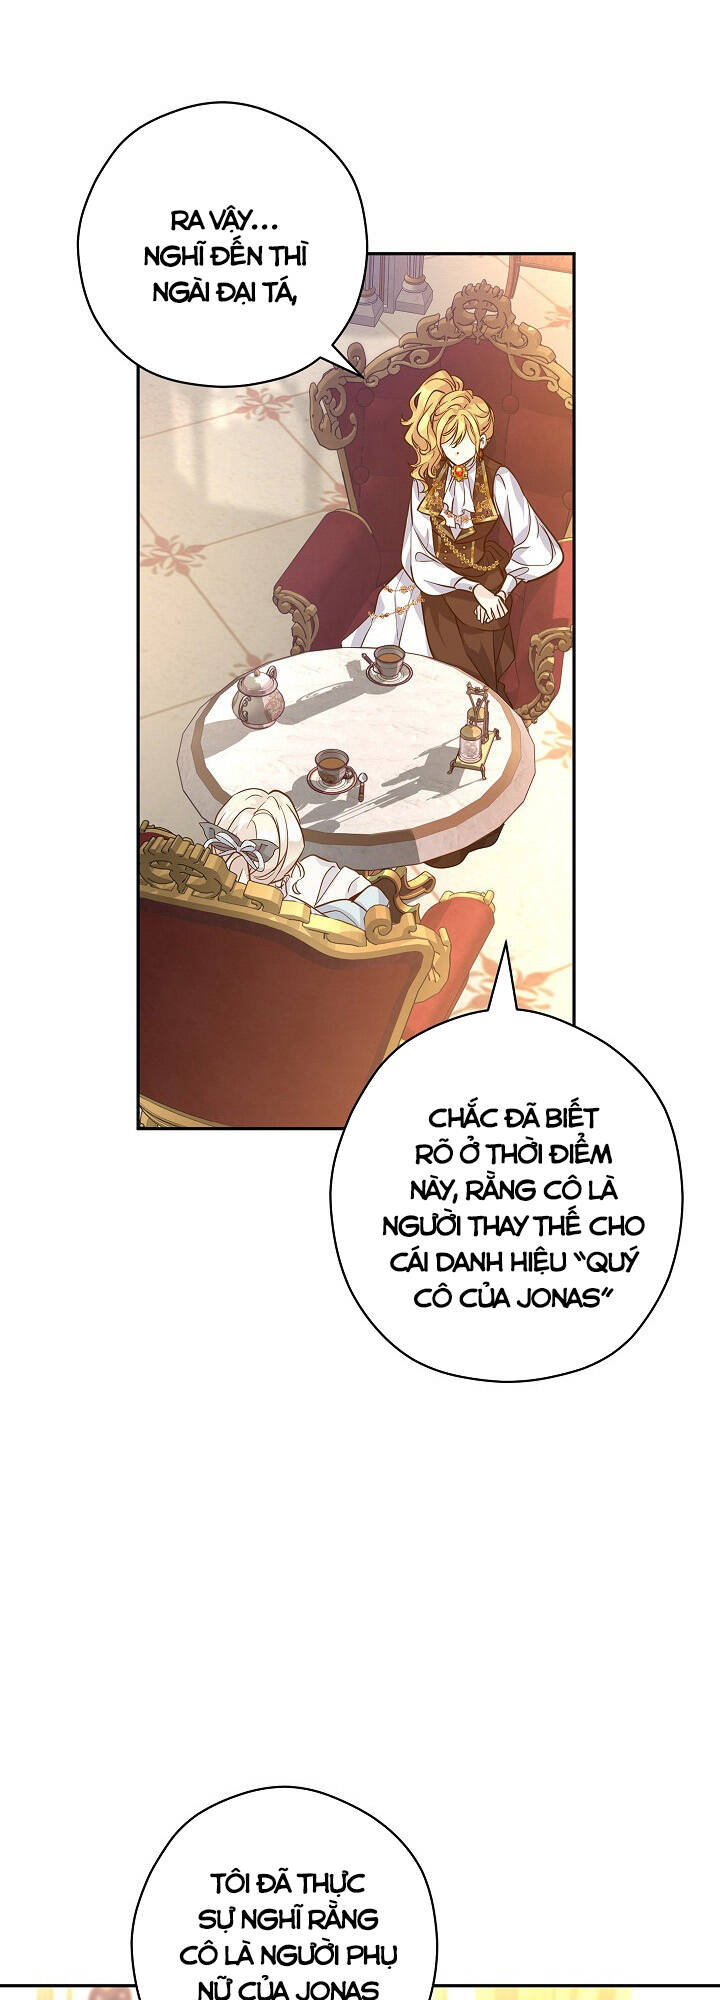 RA VẬY...
NGHĨ ĐẾN THÌ
NGÀI ĐẠI TÁ,
CHẮC ĐÃ BIẾT
RÕ Ở THỜI ĐIỂM
NÀY, RẰNG CÔ LÀ
NGƯỜI THAY THẾ CHO
CÁI DANH HIỆU "QUÝ
CÔ CỦA JONAS"
TÔI ĐÃ THỰC
SỰ NGHĨ RẰNG
CÔ LÀ NGƯỜI PHỤ
NỮ CỦA JONAS